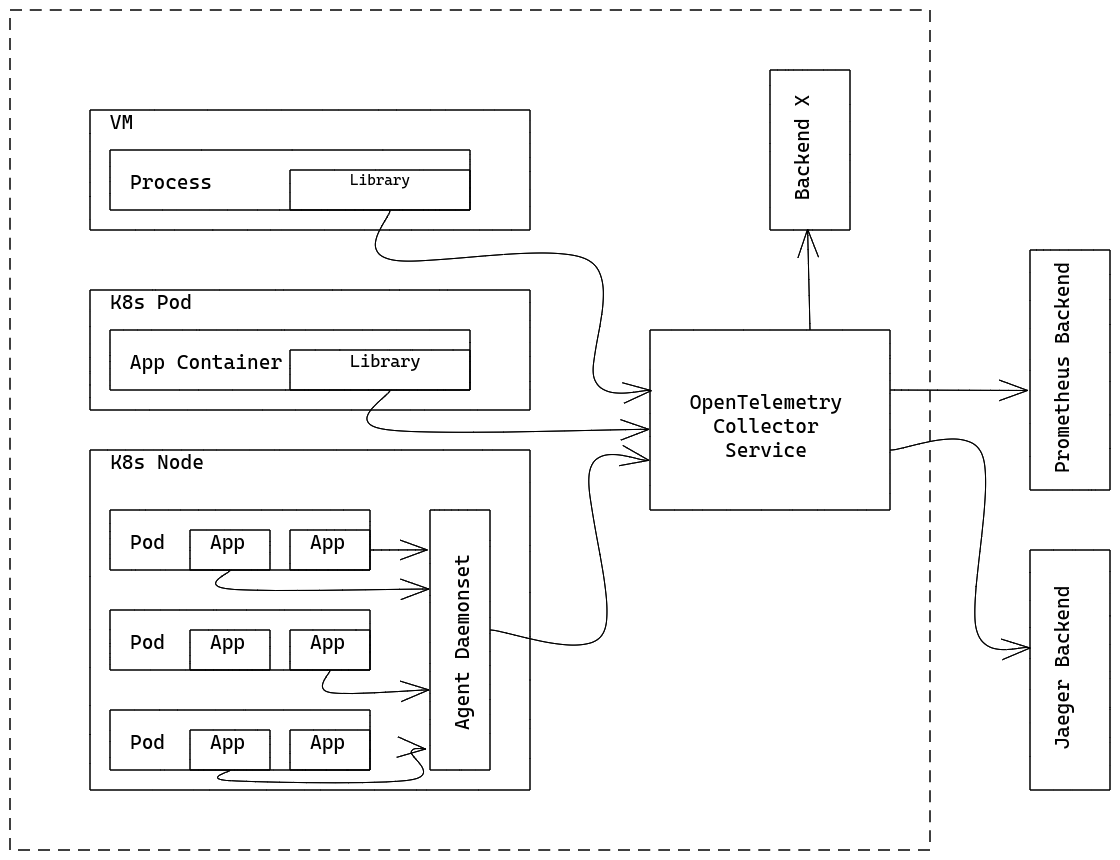 VM
Process
Library
K8s Pod
App Container
Library
K8s Node
Pod
App
App
Pod
App
App
Pod
App
App
Agent Daemonset
OpenTelemetry
Collector
Service
Backend X
Prometheus Backend
Jaeger Backend